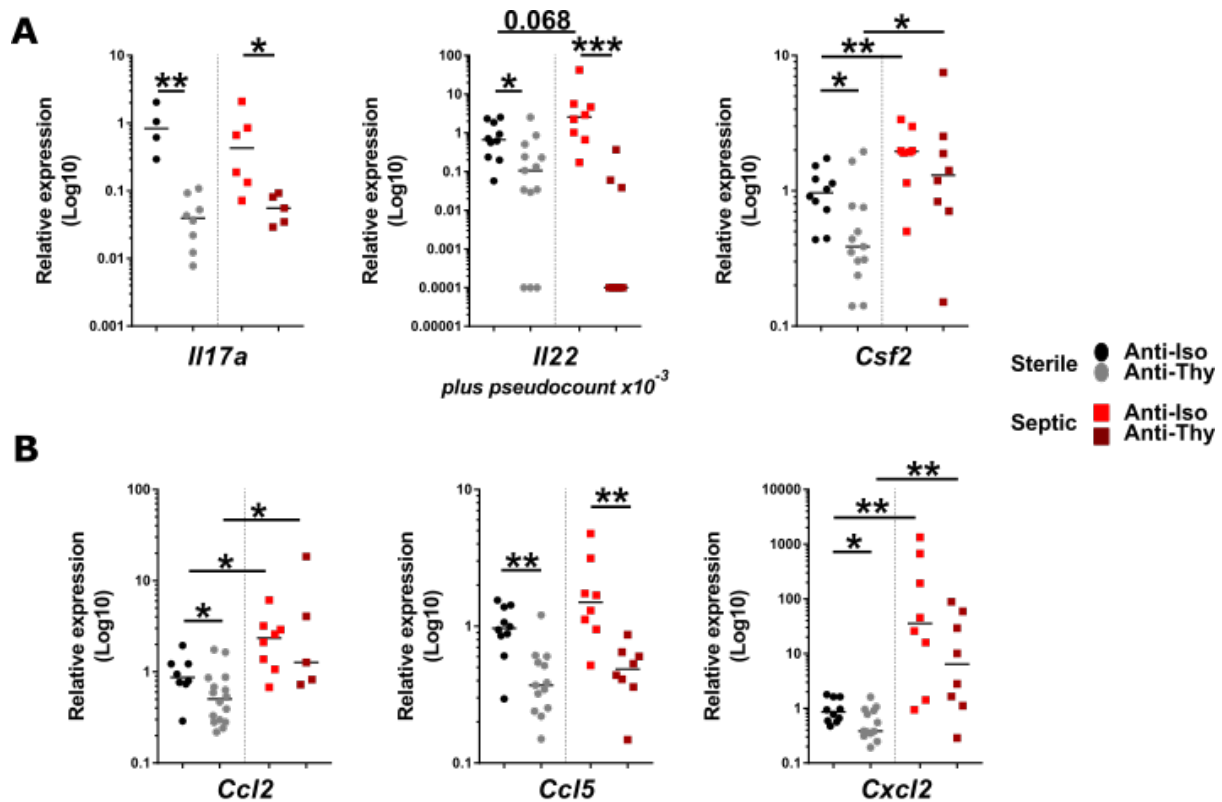 A
Relative expression
(Log10)
10
1
0.1
0.01
0.001
**
*
Il17a
Relative expression
(Log10)
100
10
1
0.1
0.01
0.001
0.0001
0.00001
0.068
*
***
Il22
plus pseudocount x10-3
Relative expression
(Log10)
10
1
0.1
*
**
*
Csf2
Sterile
Anti-Iso
Anti-Thy
Septic
Anti-Iso
Anti-Thy
B
Relative expression
(Log10)
100
10
1
0.1
*
*
*
Ccl2
Relative expression
(Log10)
10
1
0.1
**
**
Ccl5
Relative expression
(Log10)
10000
1000
100
10
1
0.1
**
**
*
Cxcl2